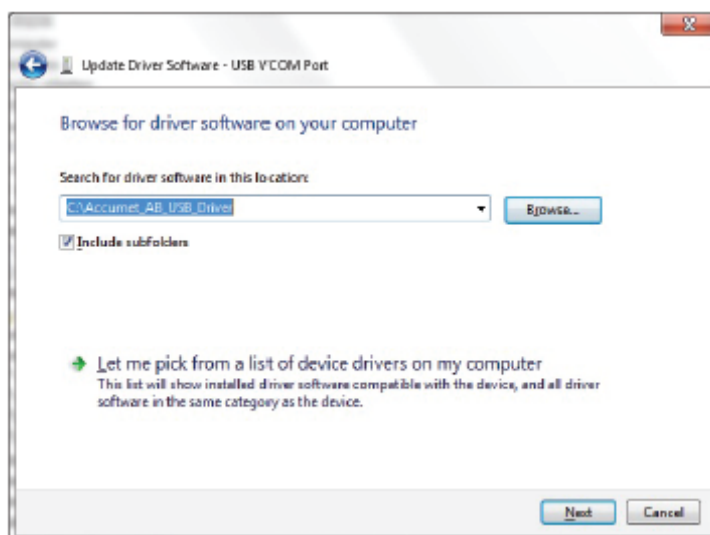 Update Driver Software - USB VCOM Port
Browse for driver software on your computer
Search for driver software in this location:
C:\Accumet_AB_USB_Driver
Browse...
Include subfolders
Let me pick from a list of device drivers on my computer
This list will show installed driver software compatible with the device, and all driver
software in the same category as the device.
Next
Cancel